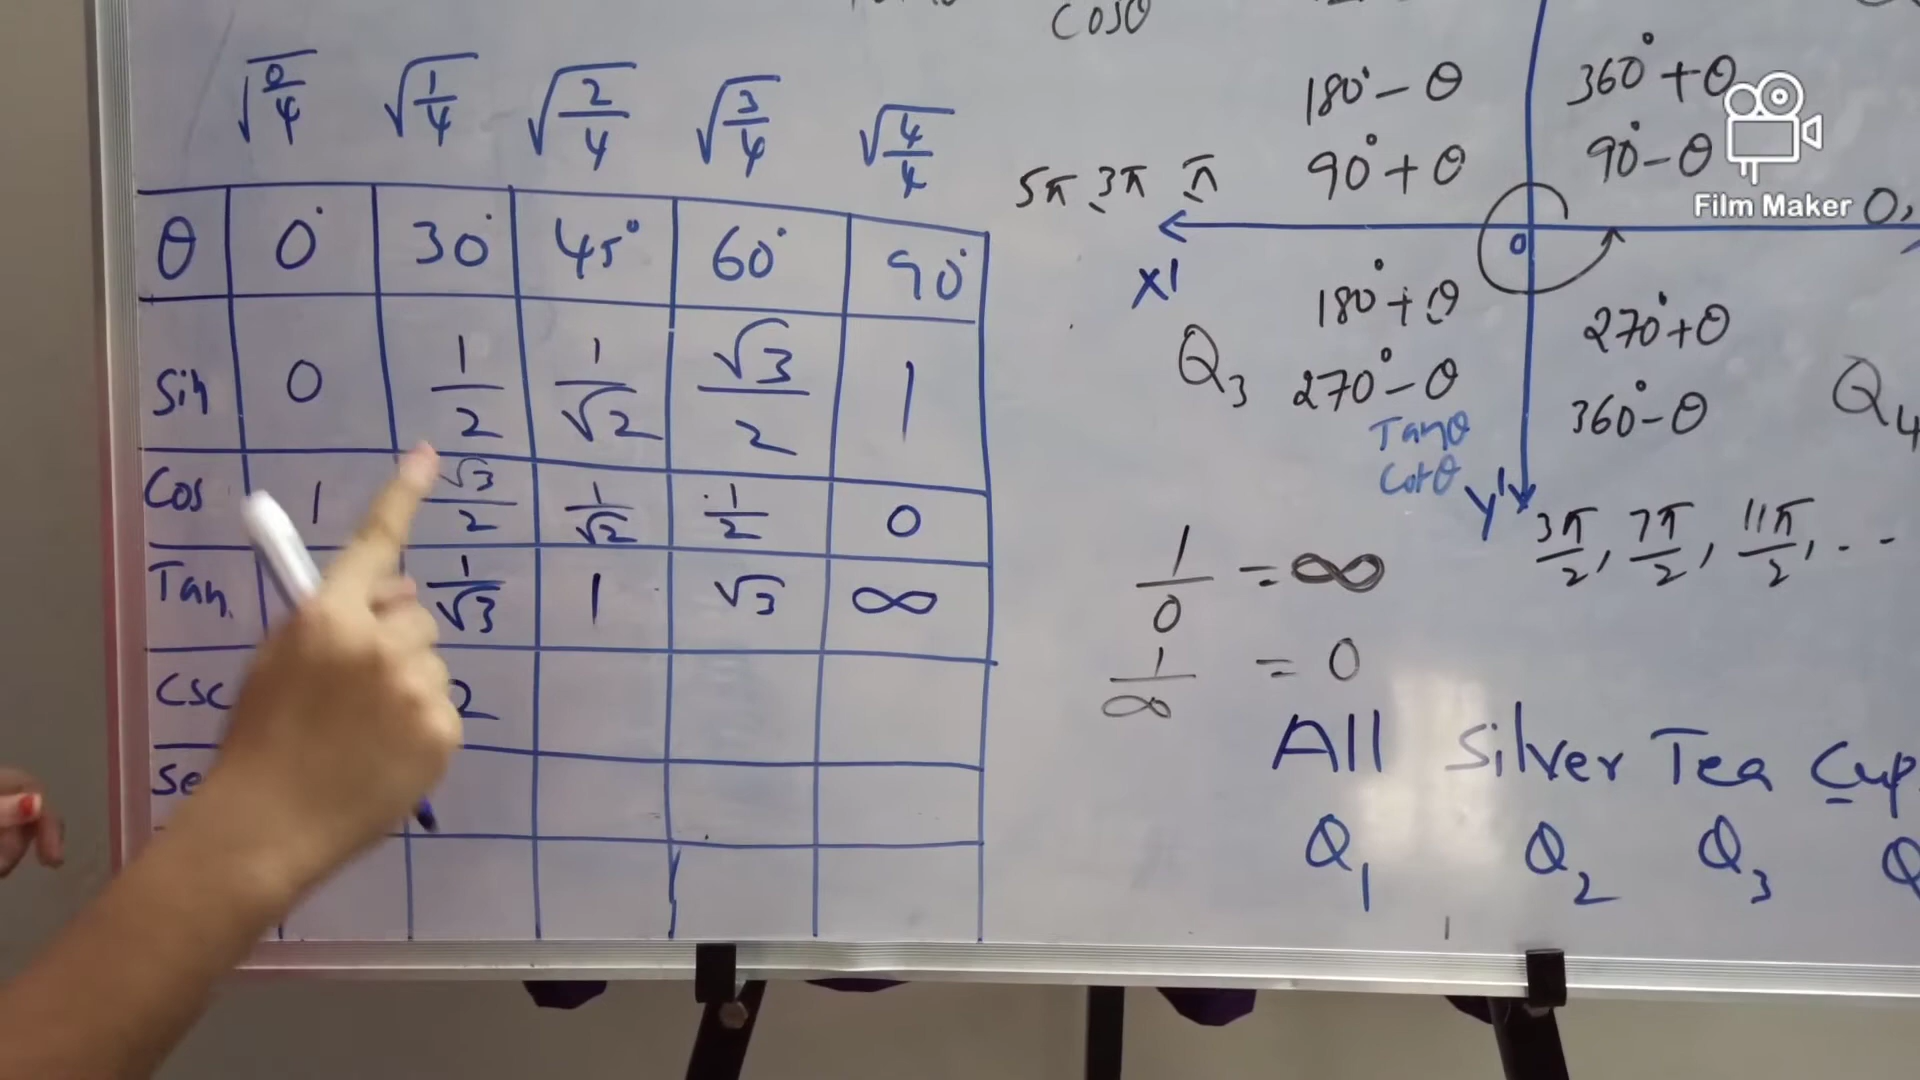 Cosθ
√0/4 √1/4 √2/4 √3/4 √4/4
θ 0° 30° 45° 60° 90°
Sin 0 1/2 1/√2 √3/2 1
Cos 1 √3/2 1/√2 1/2 0
Tan 1/√3 1 √3 ∞
CSC 2
Se
180° - θ
90° + θ
360° + θ
90° - θ
Film Maker
5π, 3π, π
0,
X'
0
180° + θ
270° - θ
Q3
Tanθ
Cotθ
270° + θ
360° - θ
Q4
Y'
3π/2, 7π/2, 11π/2, . - -
1/0 = ∞
1/∞ = 0
All Silver Tea Cup
Q1 Q2 Q3 Q